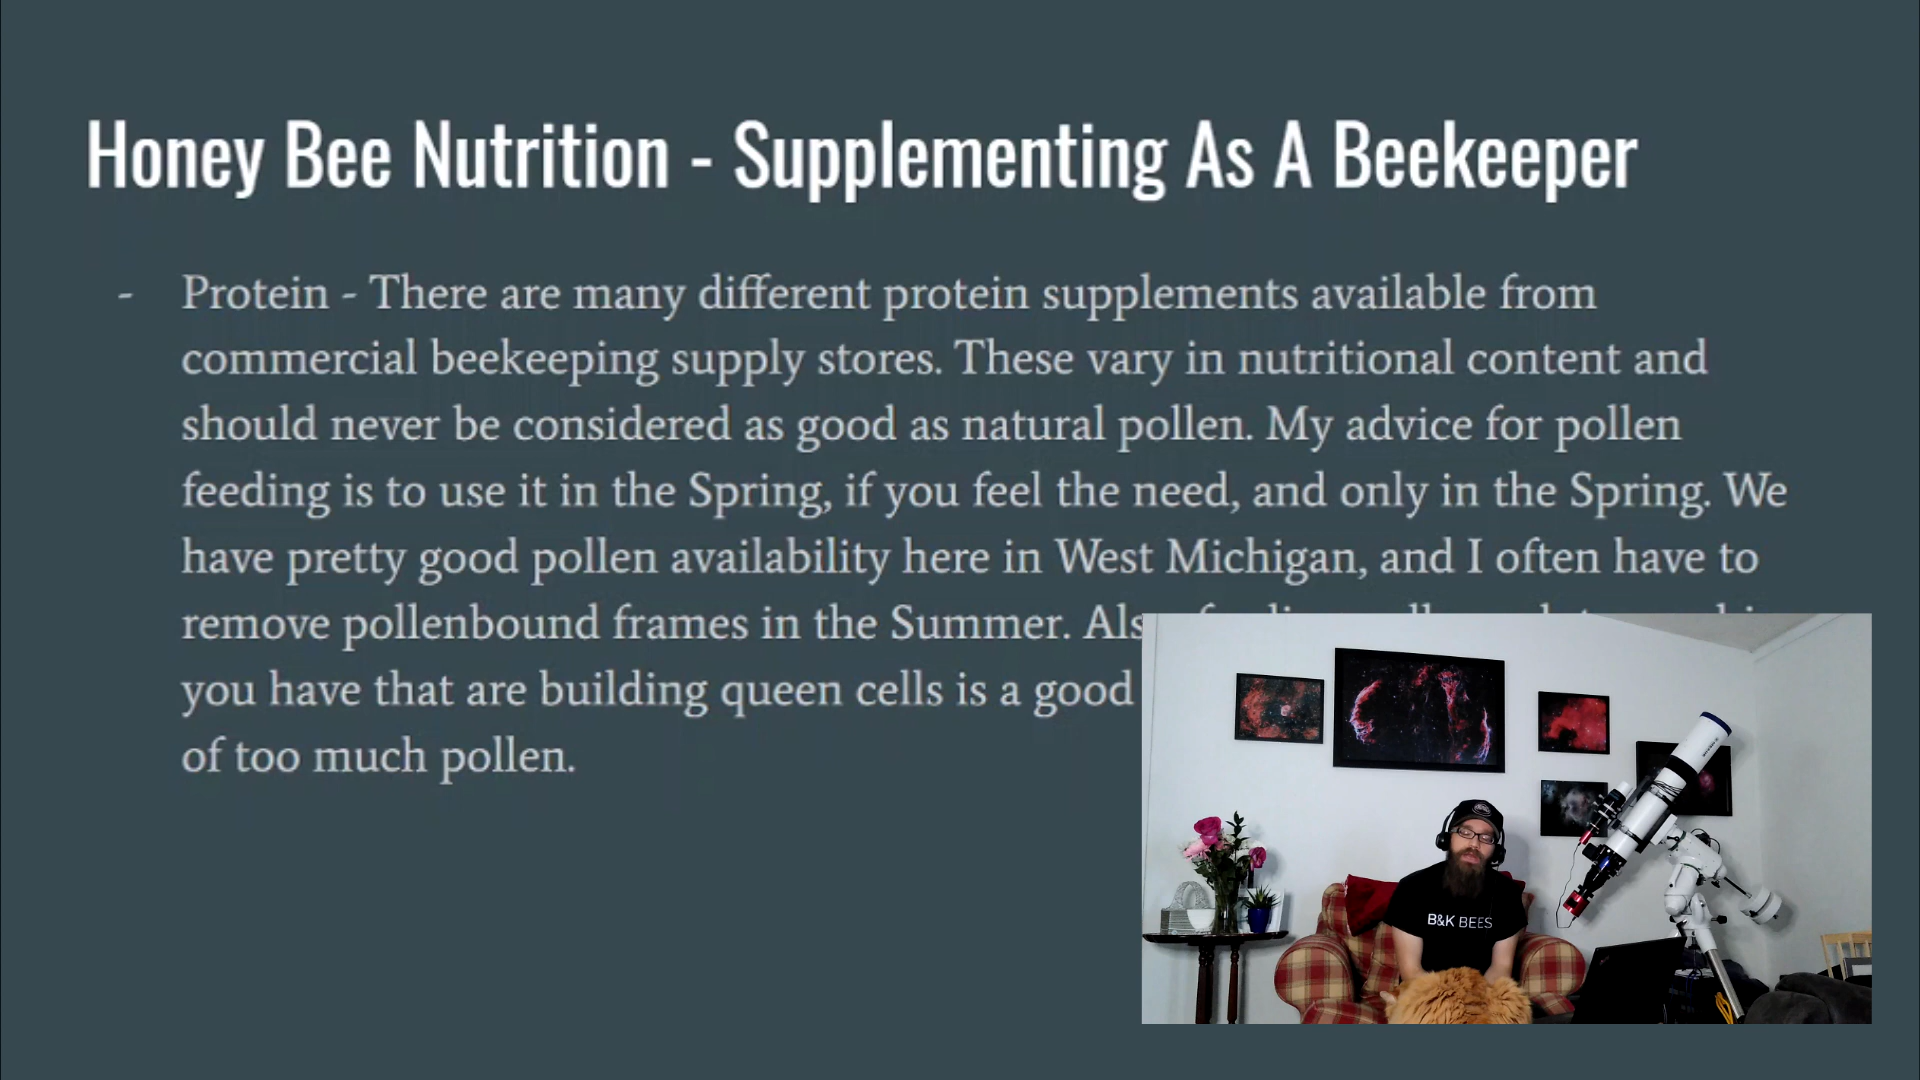 Honey Bee Nutrition - Supplementing As A Beekeeper
- Protein - There are many different protein supplements available from
commercial beekeeping supply stores. These vary in nutritional content and
should never be considered as good as natural pollen. My advice for pollen
feeding is to use it in the Spring, if you feel the need, and only in the Spring. We
have pretty good pollen availability here in West Michigan, and I often have to
remove pollenbound frames in the Summer.
you have that are building queen cells is a good
of too much pollen.
B&K BEES